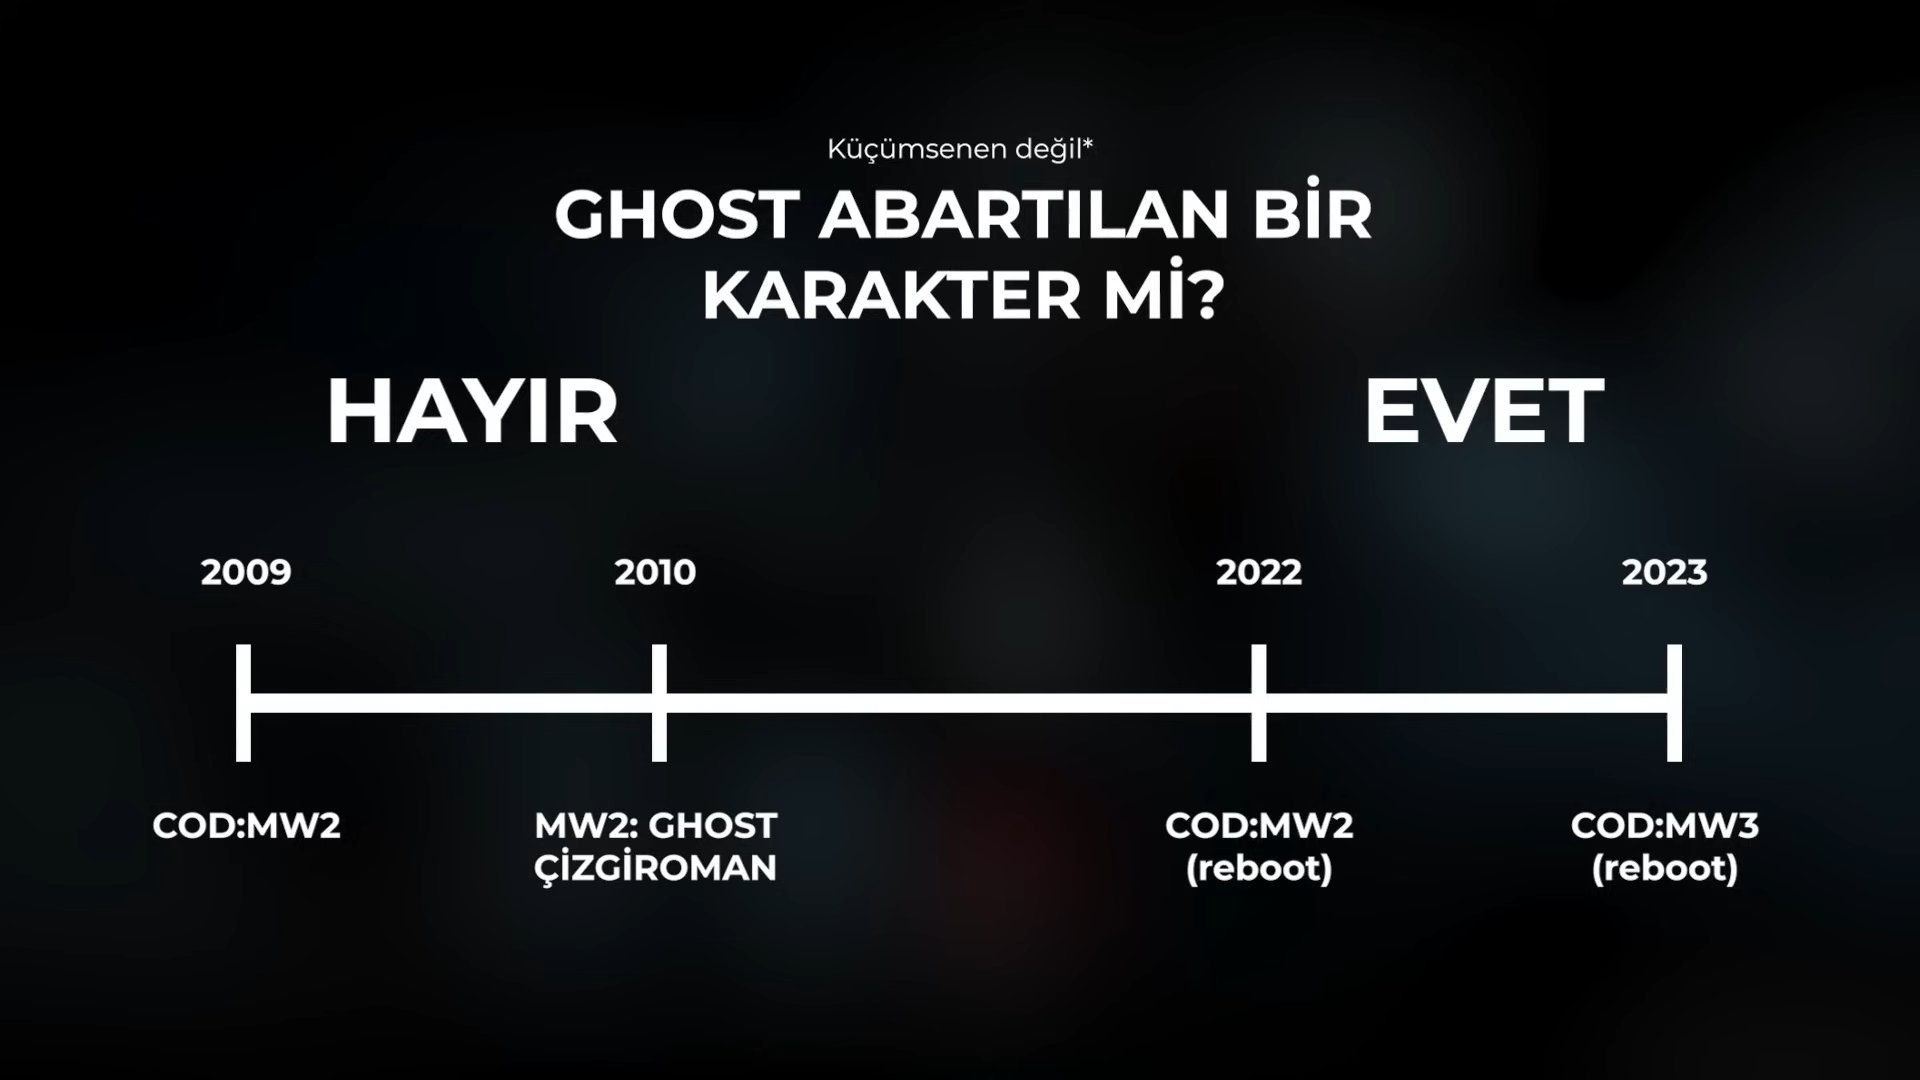 Küçümsenen değil*
GHOST ABARTILAN BİR
KARAKTER Mİ?
HAYIR
EVET
2009
2010
2022
2023
COD:MW2
MW2: GHOST
ÇİZGİROMAN
COD:MW2
(reboot)
COD:MW3
(reboot)